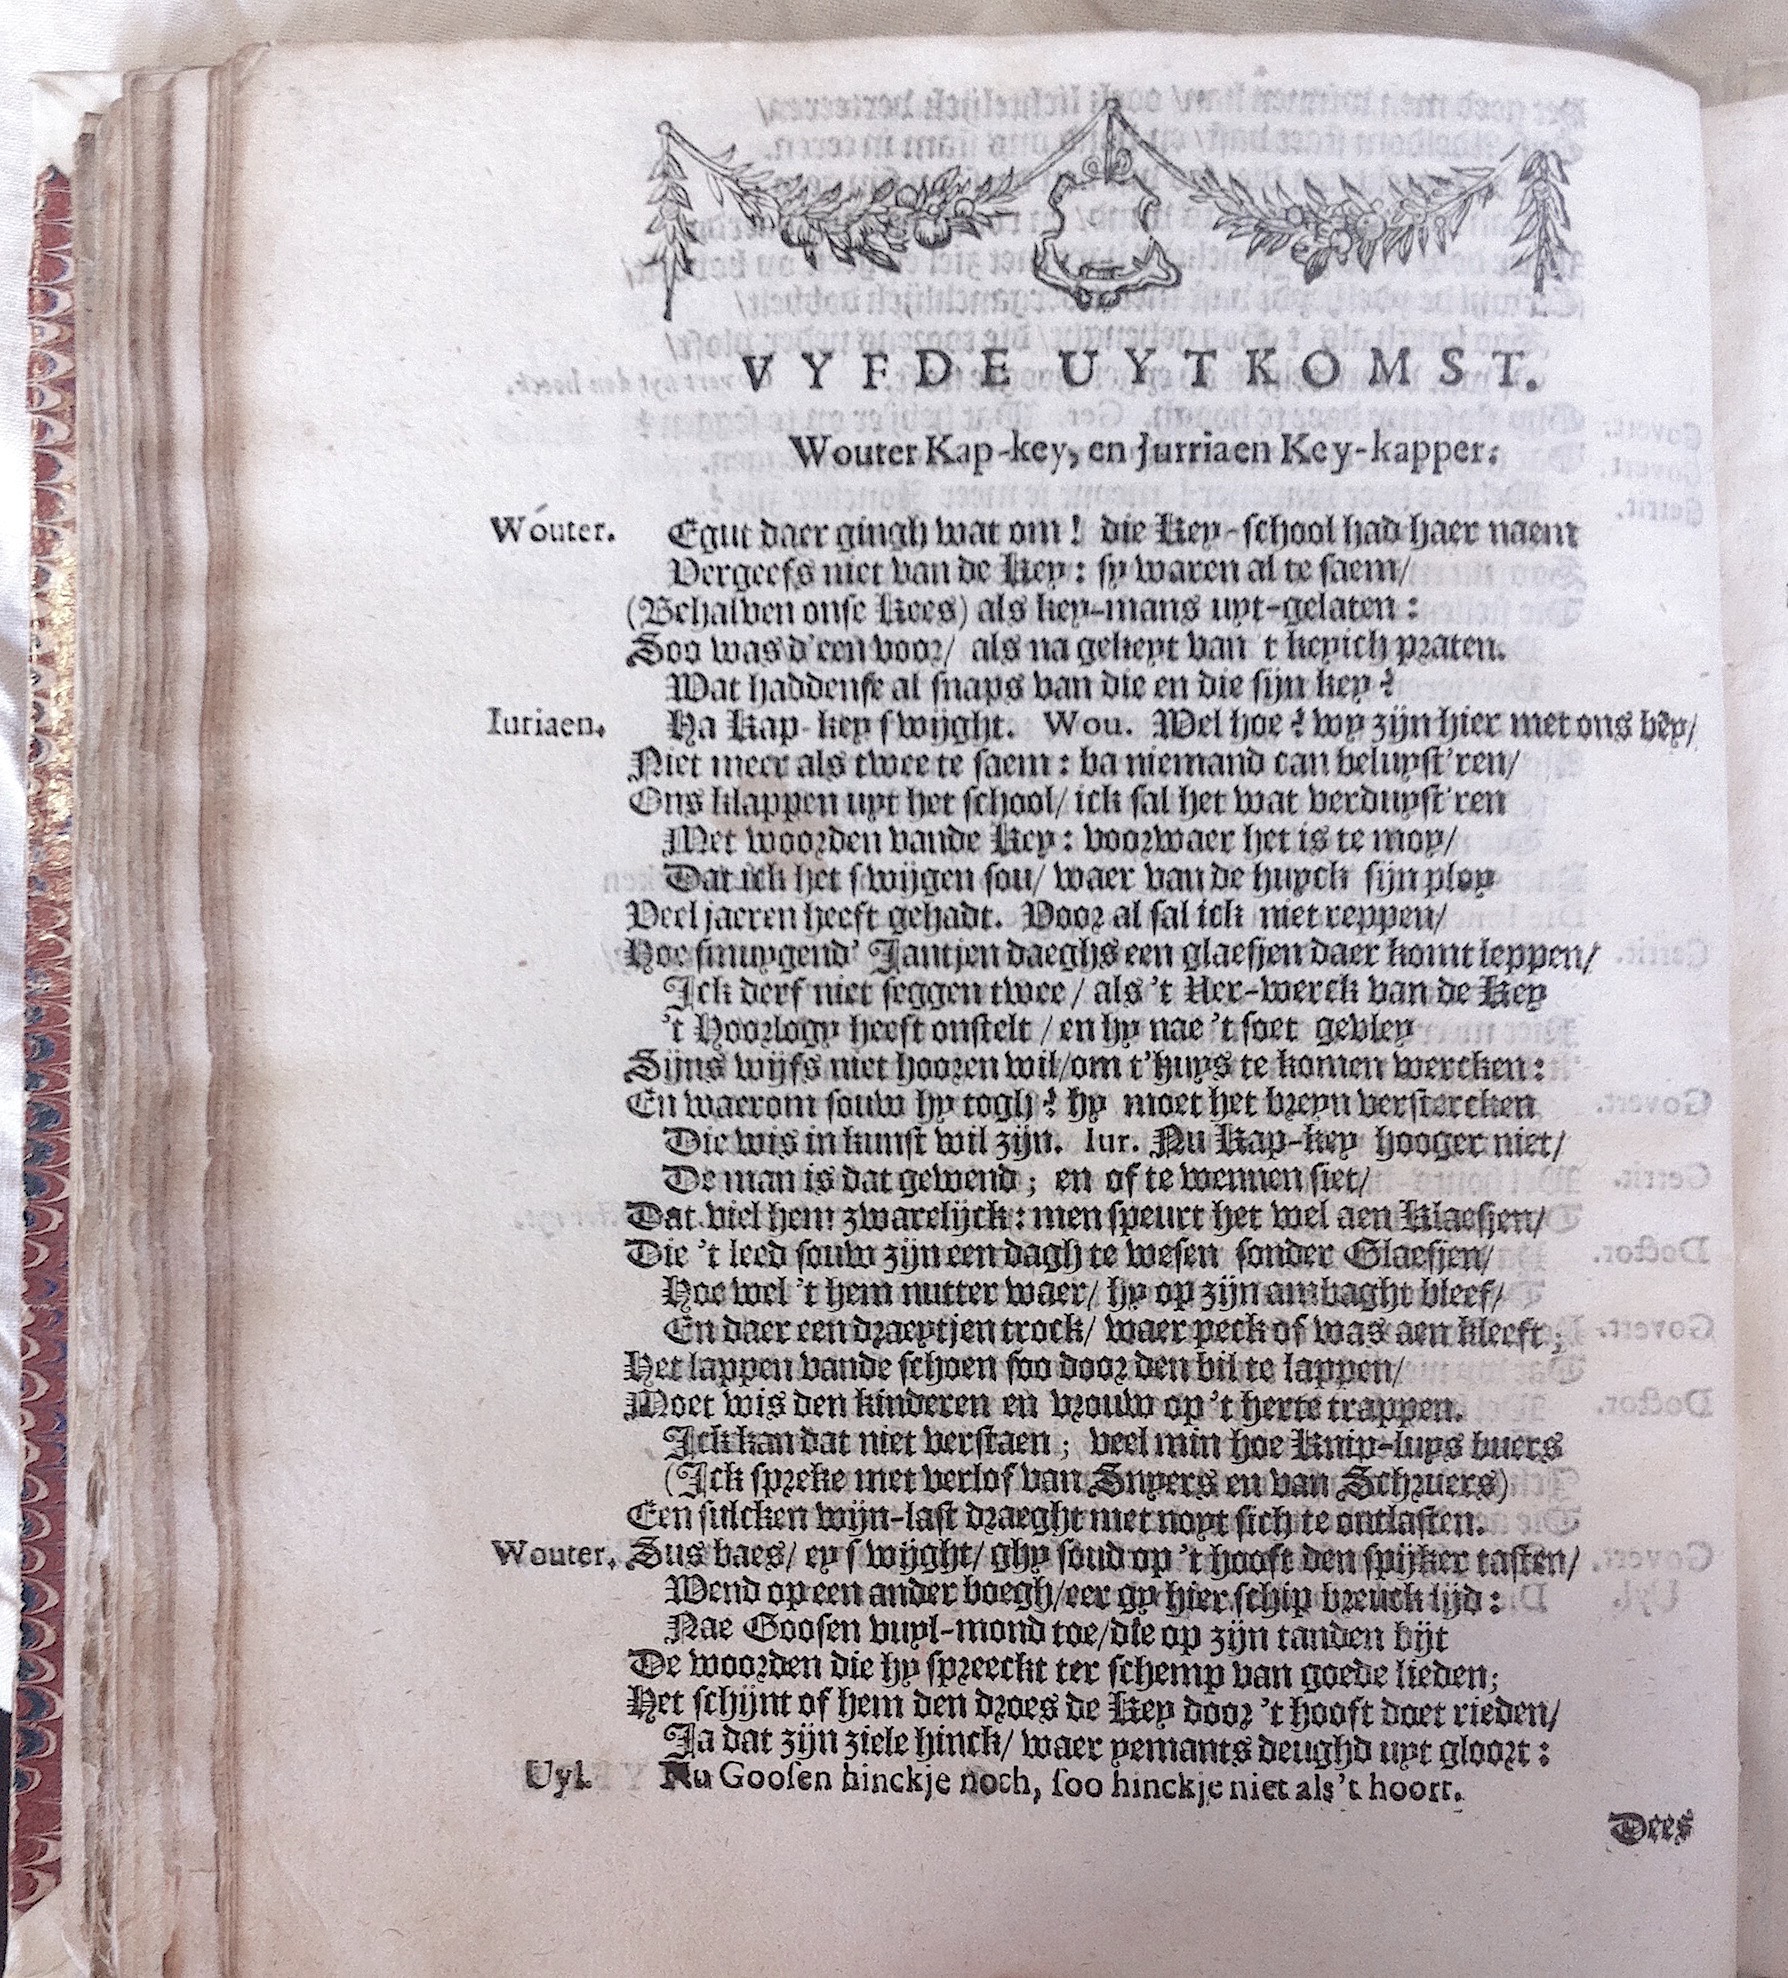 VYFDE UYTKOMST.
Wouter Kap-key, en Jurriaen Key-kapper.
Wouter. Egut daer gingh wat om! die Key-school had haer naem
Vergeefs niet van de Key: sy waren al te saem/
(Behalven onse Kees) als key-mans uyt-gelaten:
Soo was d'een voor/ als na gekeyt van 't keyich praten.
Wat haddense al snaps van die en die sijn key?
Iuriaen. Ha Kap-key swijght. Wou. Wel hoe? wy zijn hier met ons bey/
Niet meer als twee te saem: ba niemand can beluyst'ren/
Ons klappen uyt het school/ ick sal het wat verduyst'ren
Met woorden vande Key: voorwaer het is te moy/
Dat ick het swijgen sou/ waer van de huyck sijn ploy
Veel jaeren heeft gehadt. Voor al sal ick niet reppen/
Hoe smuygend' Jantjen daeghs een glaesjen daer komt leppen/
Ick derf niet seggen twee/ als 't Uer-werck van de Key
't Hoorlogy heeft onstelt/ en hy nae 't soet gevley
Sijns wijfs niet hooren wil/ om t'huys te komen wercken:
En waerom souw hy togh? hy moet het breyn verstercken
Die wis in kunst wil zijn. Iur. Nu Kap-key hooger niet/
De man is dat gewend; en of te wennen siet/
Dat viel hem zwarelijck: men speurt het wel aen Klaesjen/
Die 't leed souw zijn een dagh te wesen sonder Glaesjen/
Hoe wel 't hem nutter waer/ hy op zijn ambaght bleef/
En daer een draeytjen trock/ waer peck of was aen kleeft;
Het lappen vande schoen soo door den bil te lappen/
Moet wis den kinderen en vrouw op 't herte trappen.
Ick kan dat niet verstaen; veel min hoe Knip-luys buers
(Ick spreke met verlof van Snyers en van Schruers)
Een sulcken wijn-last draeght met noyt sich te ontlasten.
Wouter. Sus baes/ ey swijght/ ghy soud op 't hooft den spijker tasten/
Wend op een ander boegh/ eer gy hier schip breuck lijd:
Nae Goosen vuyl-mond toe/ die op zijn tanden bijt
De woorden die hy spreeckt ter schemp van goede lieden;
Het schijnt of hem den droes de Key door 't hooft doet rieden/
Ja dat zijn ziele hinck/ waer yemants deughd uyt gloort:
Uyl. Nu Goosen hinckje noch, soo hinckje niet als 't hoort.
Dees